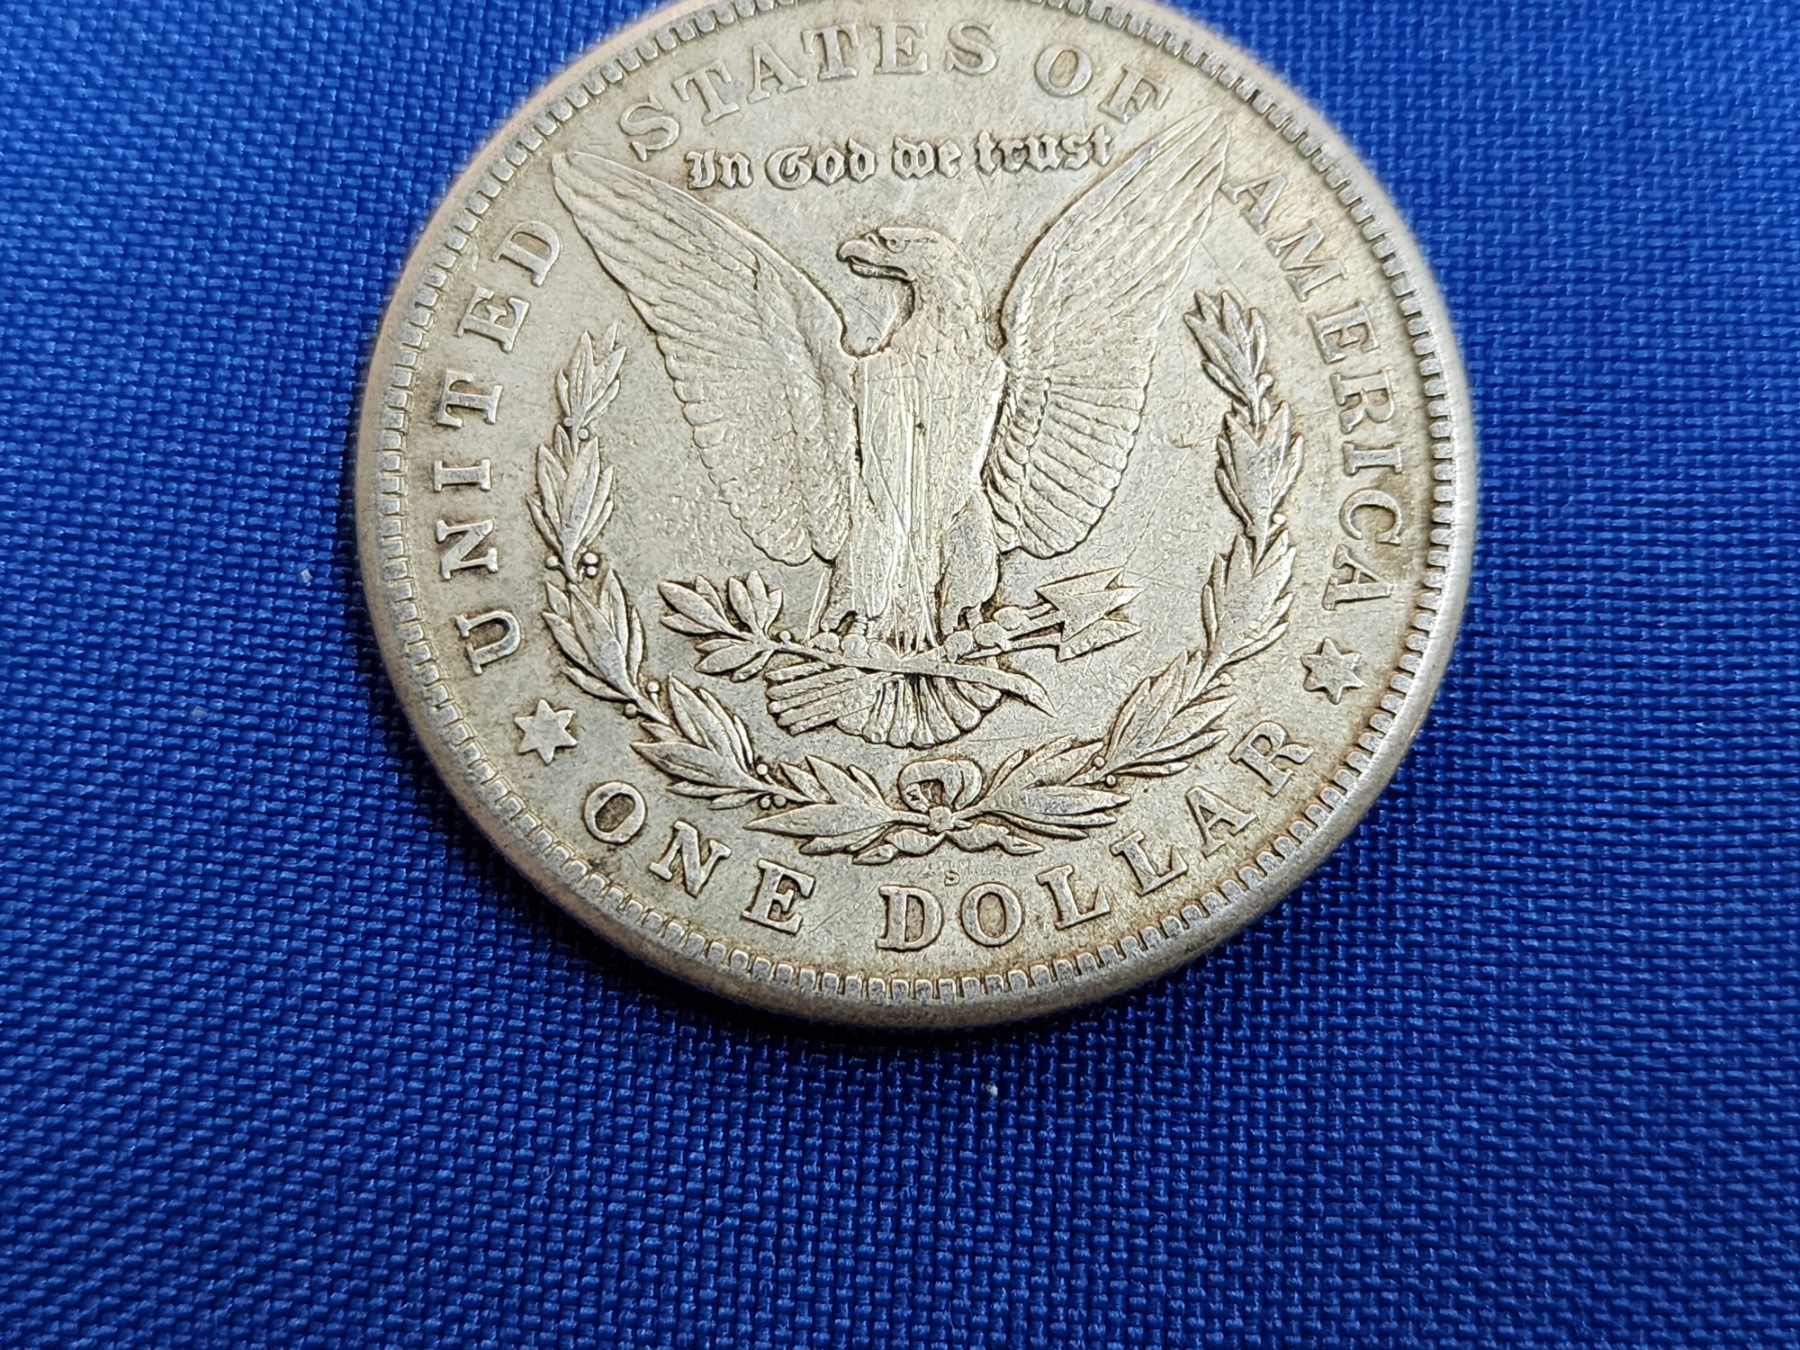 UNITED STATES OF AMERICA
In God we trust
S
ONE DOLLAR